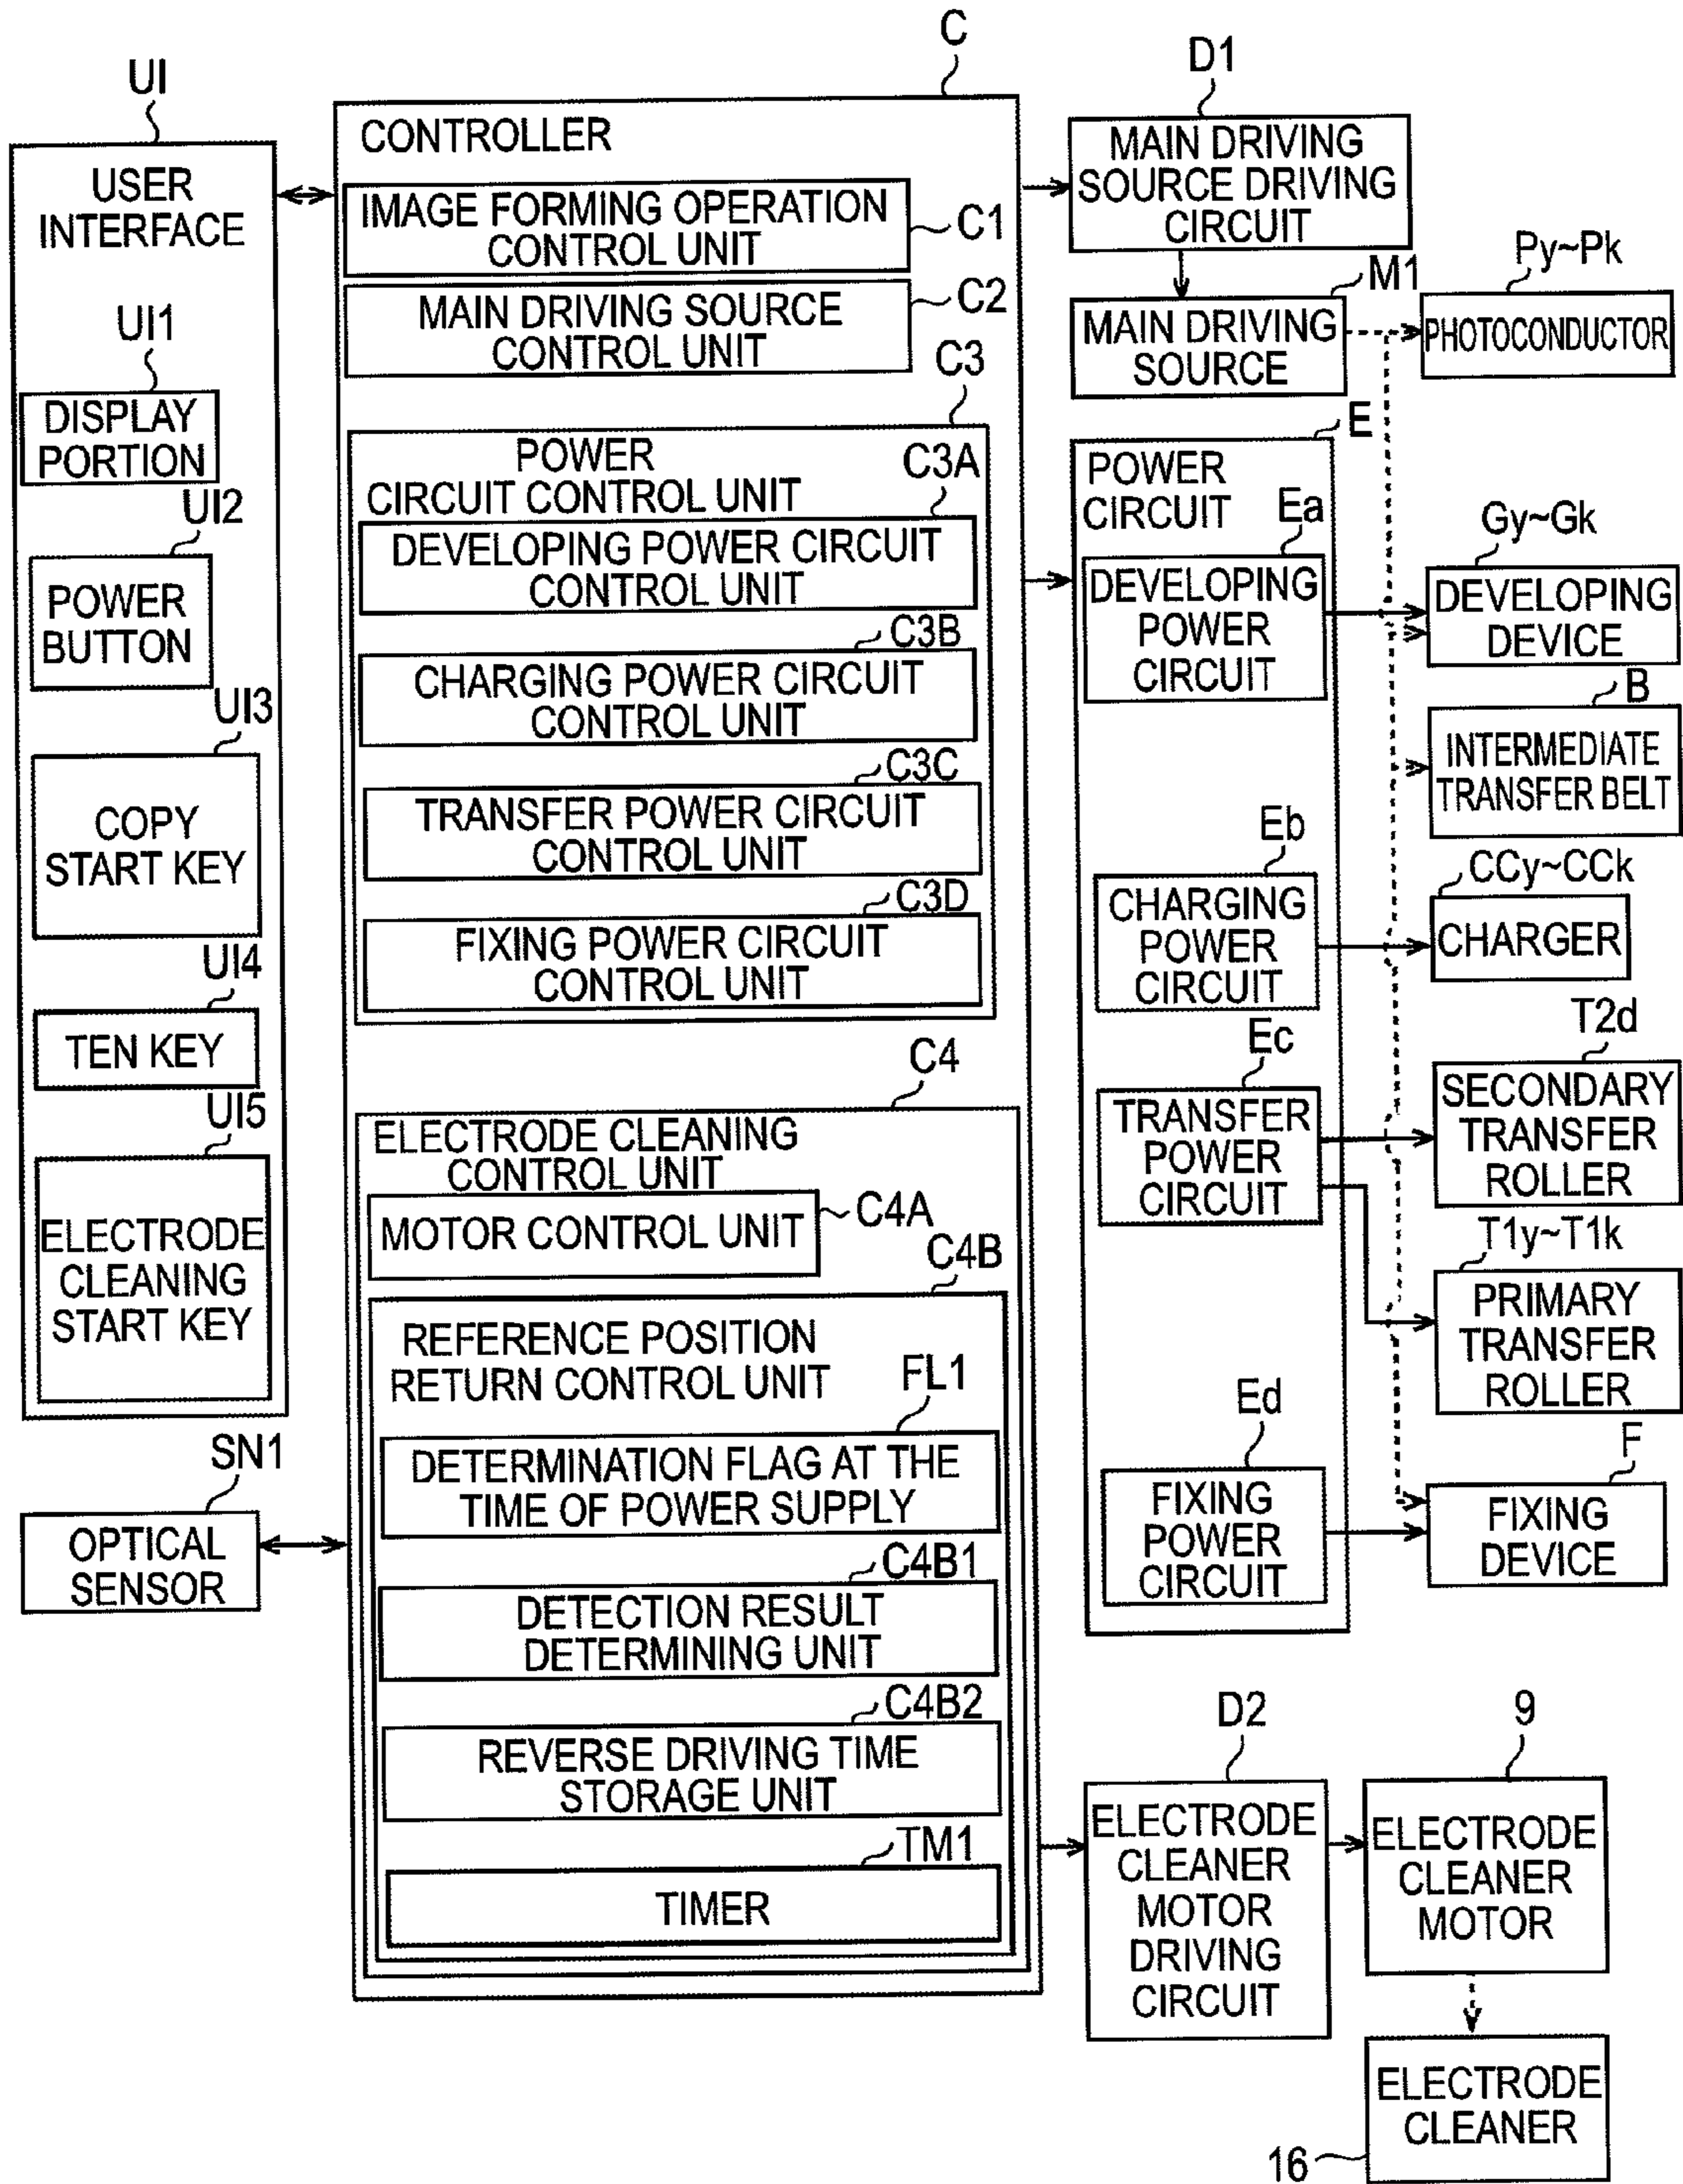 UI
USER
INTERFACE
UI1
DISPLAY
PORTION
UI2
POWER
BUTTON
UI3
COPY
START KEY
UI4
TEN KEY
UI5
ELECTRODE
CLEANING
START KEY
SN1
OPTICAL
SENSOR
C
CONTROLLER
IMAGE FORMING OPERATION
CONTROL UNIT
C1
MAIN DRIVING SOURCE
CONTROL UNIT
C2
C3
POWER
CIRCUIT CONTROL UNIT
C3A
DEVELOPING POWER CIRCUIT
CONTROL UNIT
C3B
CHARGING POWER CIRCUIT
CONTROL UNIT
C3C
TRANSFER POWER CIRCUIT
CONTROL UNIT
C3D
FIXING POWER CIRCUIT
CONTROL UNIT
C4
ELECTRODE CLEANING
CONTROL UNIT
MOTOR CONTROL UNIT
C4A
C4B
REFERENCE POSITION
RETURN CONTROL UNIT
FL1
DETERMINATION FLAG AT THE
TIME OF POWER SUPPLY
C4B1
DETECTION RESULT
DETERMINING UNIT
C4B2
REVERSE DRIVING TIME
STORAGE UNIT
TM1
TIMER
D1
MAIN DRIVING
SOURCE DRIVING
CIRCUIT
M1
MAIN DRIVING
SOURCE
Py~Pk
PHOTOCONDUCTOR
E
POWER
CIRCUIT
Ea
DEVELOPING
POWER
CIRCUIT
Gy~Gk
DEVELOPING
DEVICE
B
INTERMEDIATE
TRANSFER BELT
Eb
CHARGING
POWER
CIRCUIT
CCy~CCk
CHARGER
Ec
TRANSFER
POWER
CIRCUIT
T2d
SECONDARY
TRANSFER
ROLLER
T1y~T1k
PRIMARY
TRANSFER
ROLLER
Ed
FIXING
POWER
CIRCUIT
F
FIXING
DEVICE
D2
ELECTRODE
CLEANER
MOTOR
DRIVING
CIRCUIT
9
ELECTRODE
CLEANER
MOTOR
ELECTRODE
CLEANER
16